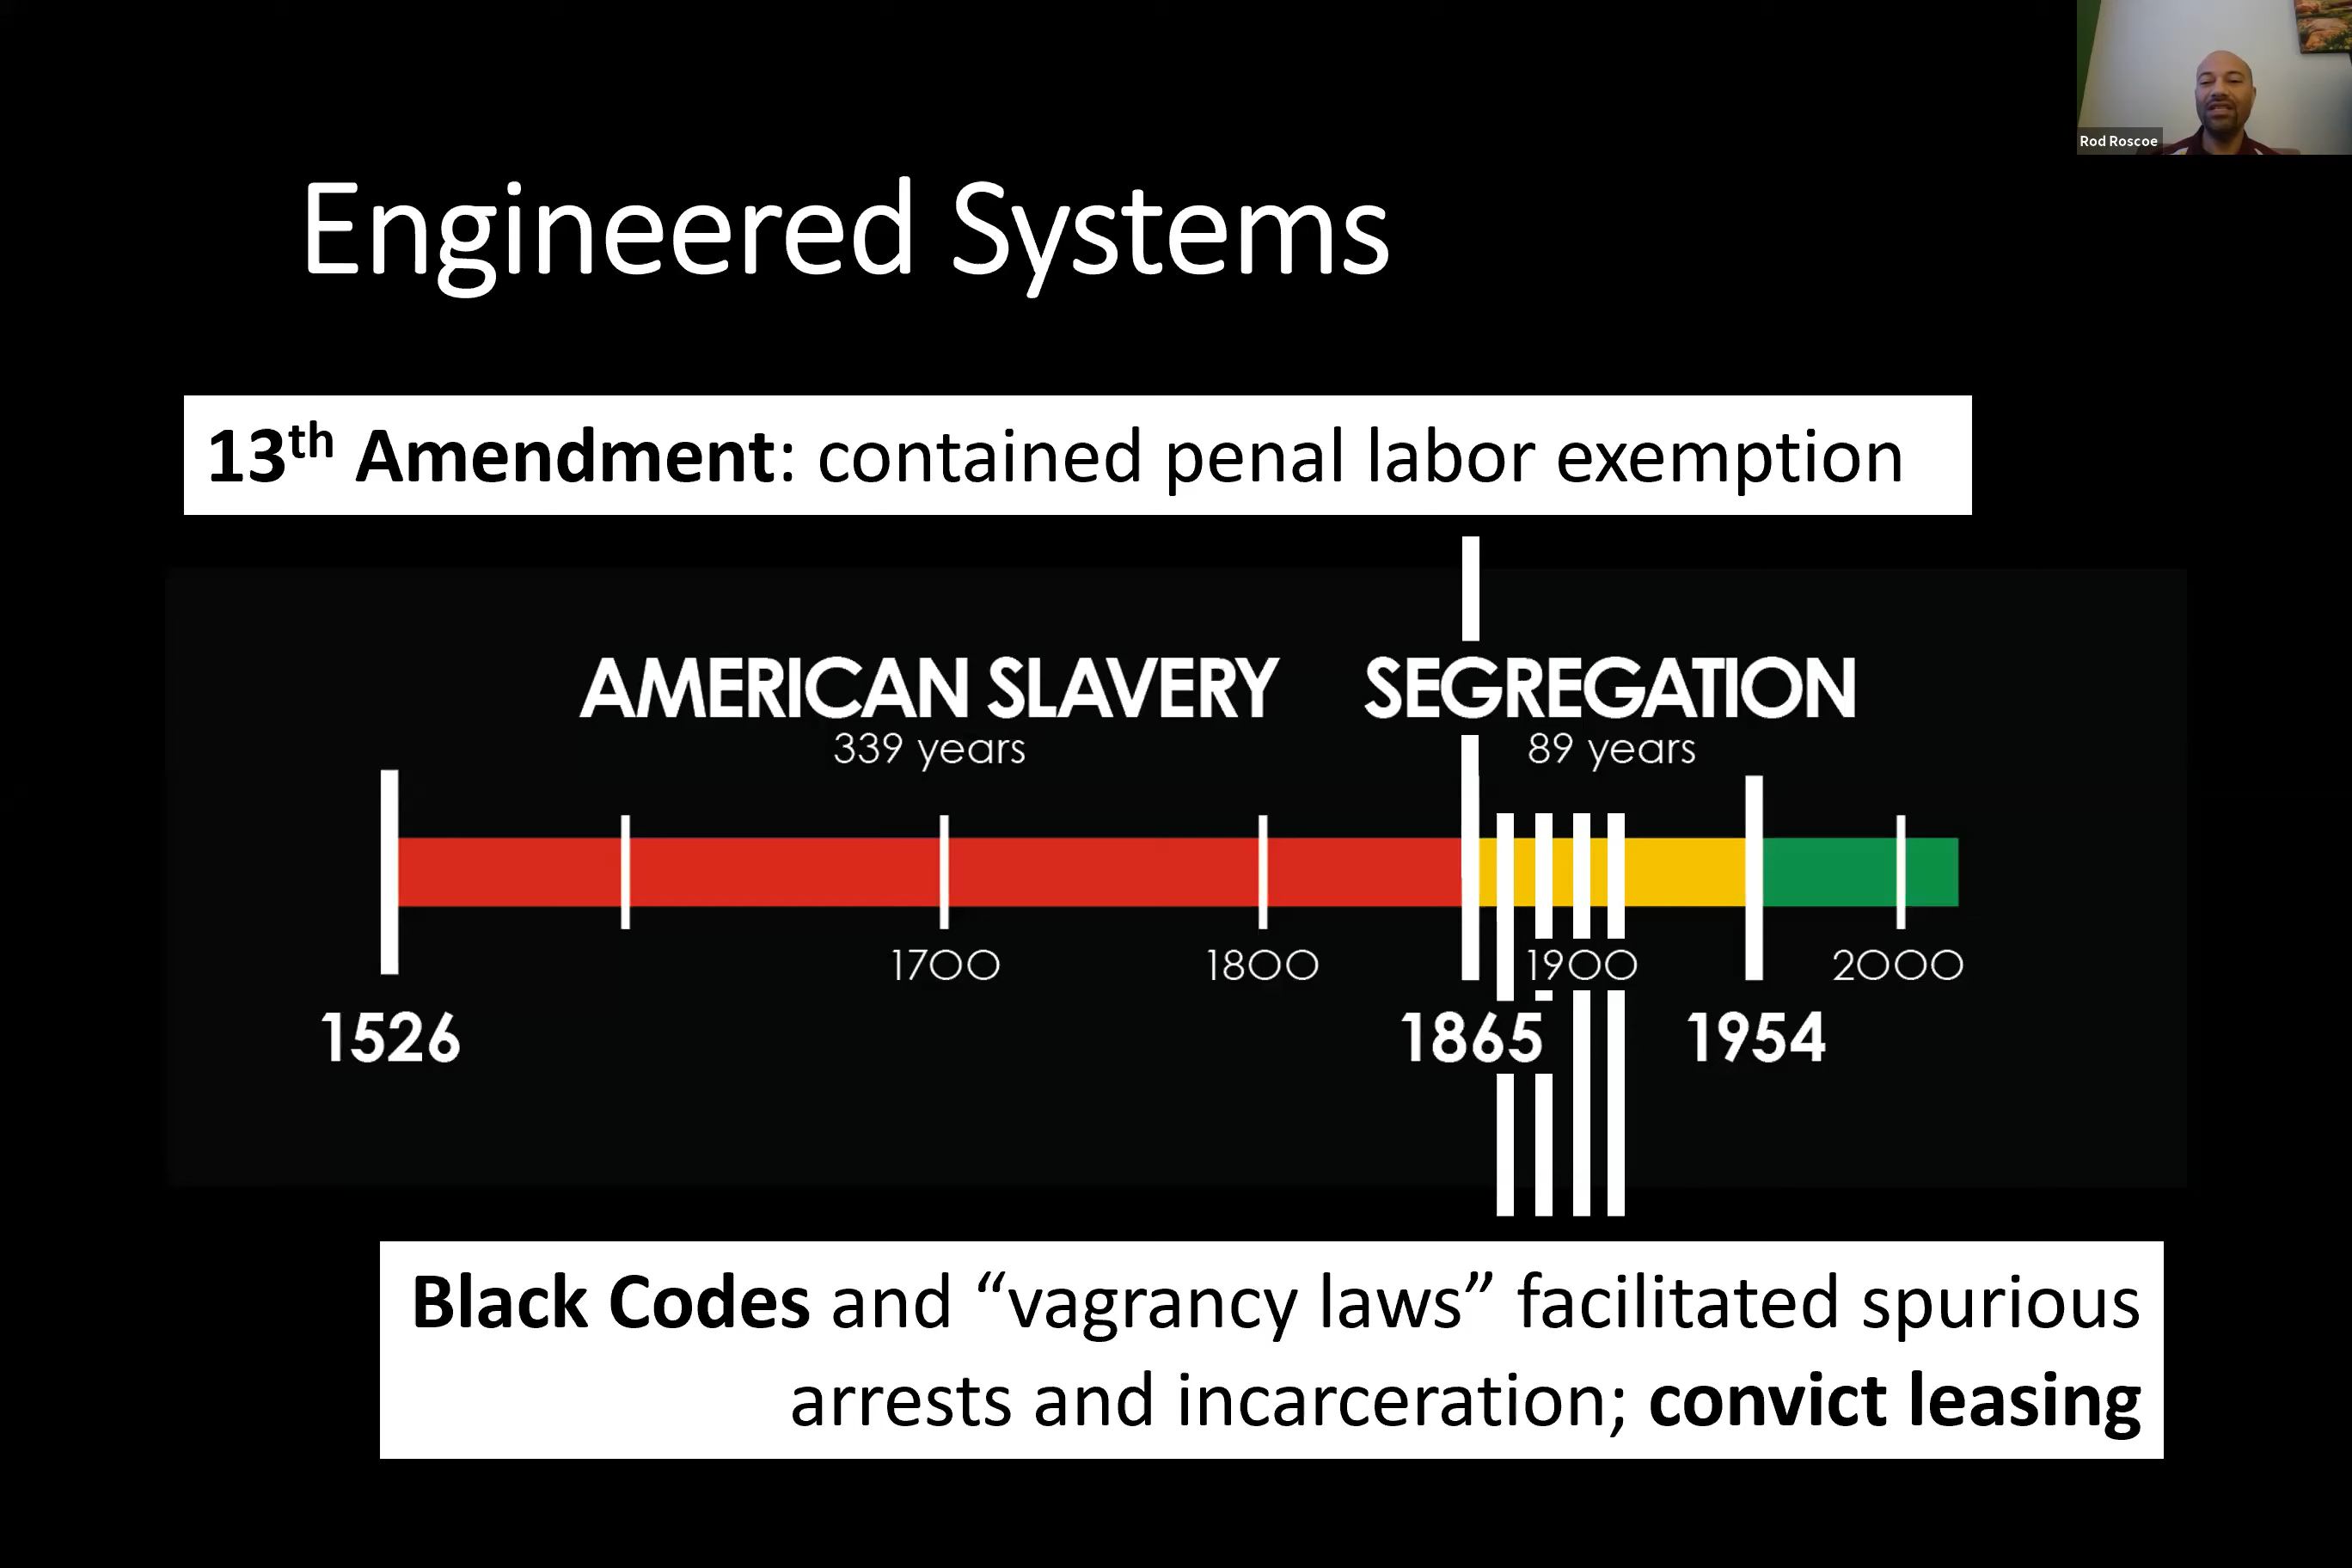 Rod Roscoe
Engineered Systems
13th Amendment: contained penal labor exemption
AMERICAN SLAVERY
339 years
SEGREGATION
89 years
1700
1800
1900
2000
1526
1865
1954
Black Codes and “vagrancy laws” facilitated spurious
arrests and incarceration; convict leasing